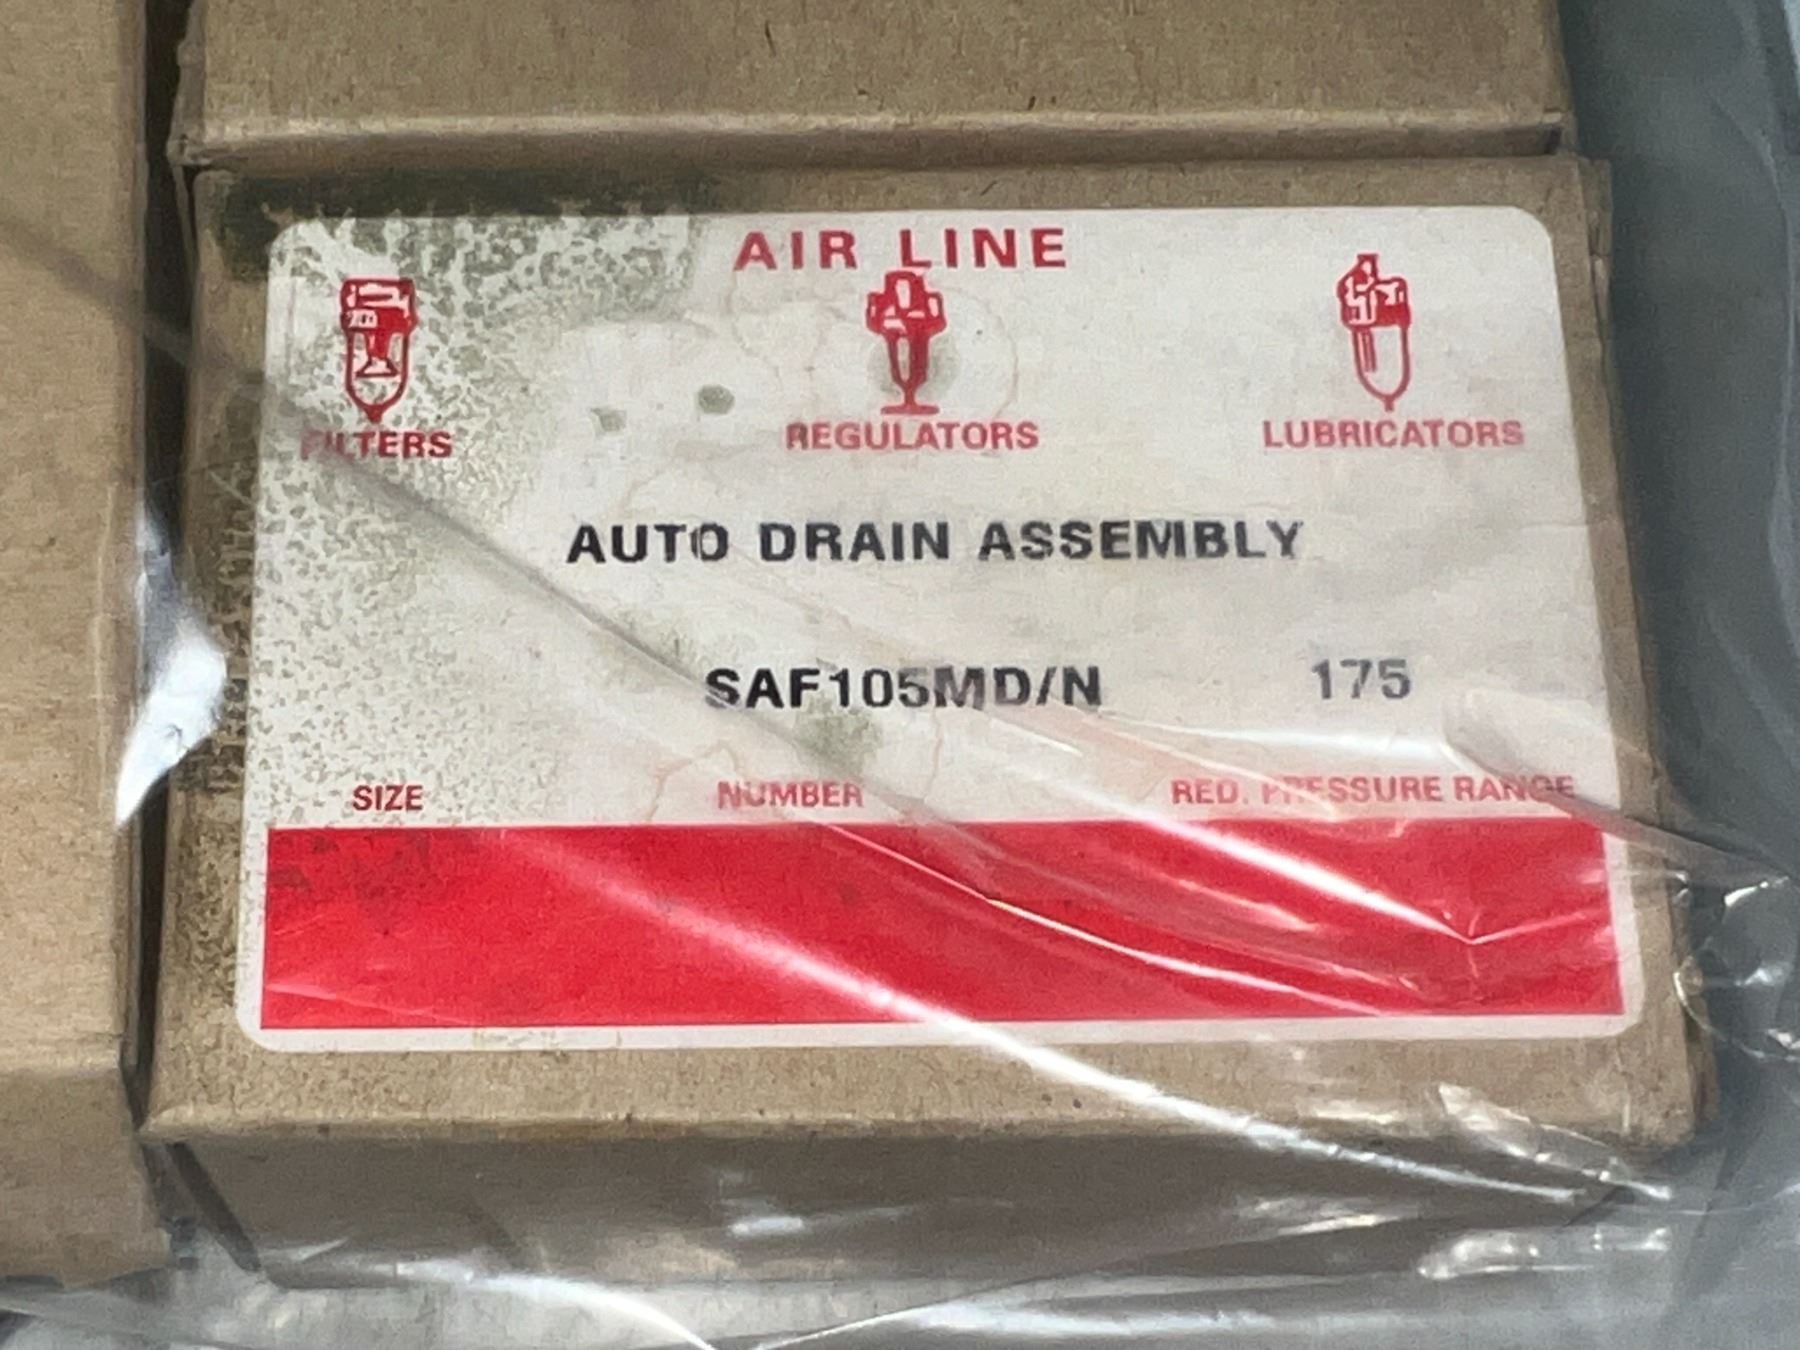 AIR LINE
FILTERS REGULATORS LUBRICATORS
AUTO DRAIN ASSEMBLY
SAF105MD/N 175
SIZE NUMBER RED. PRESSURE RANGE